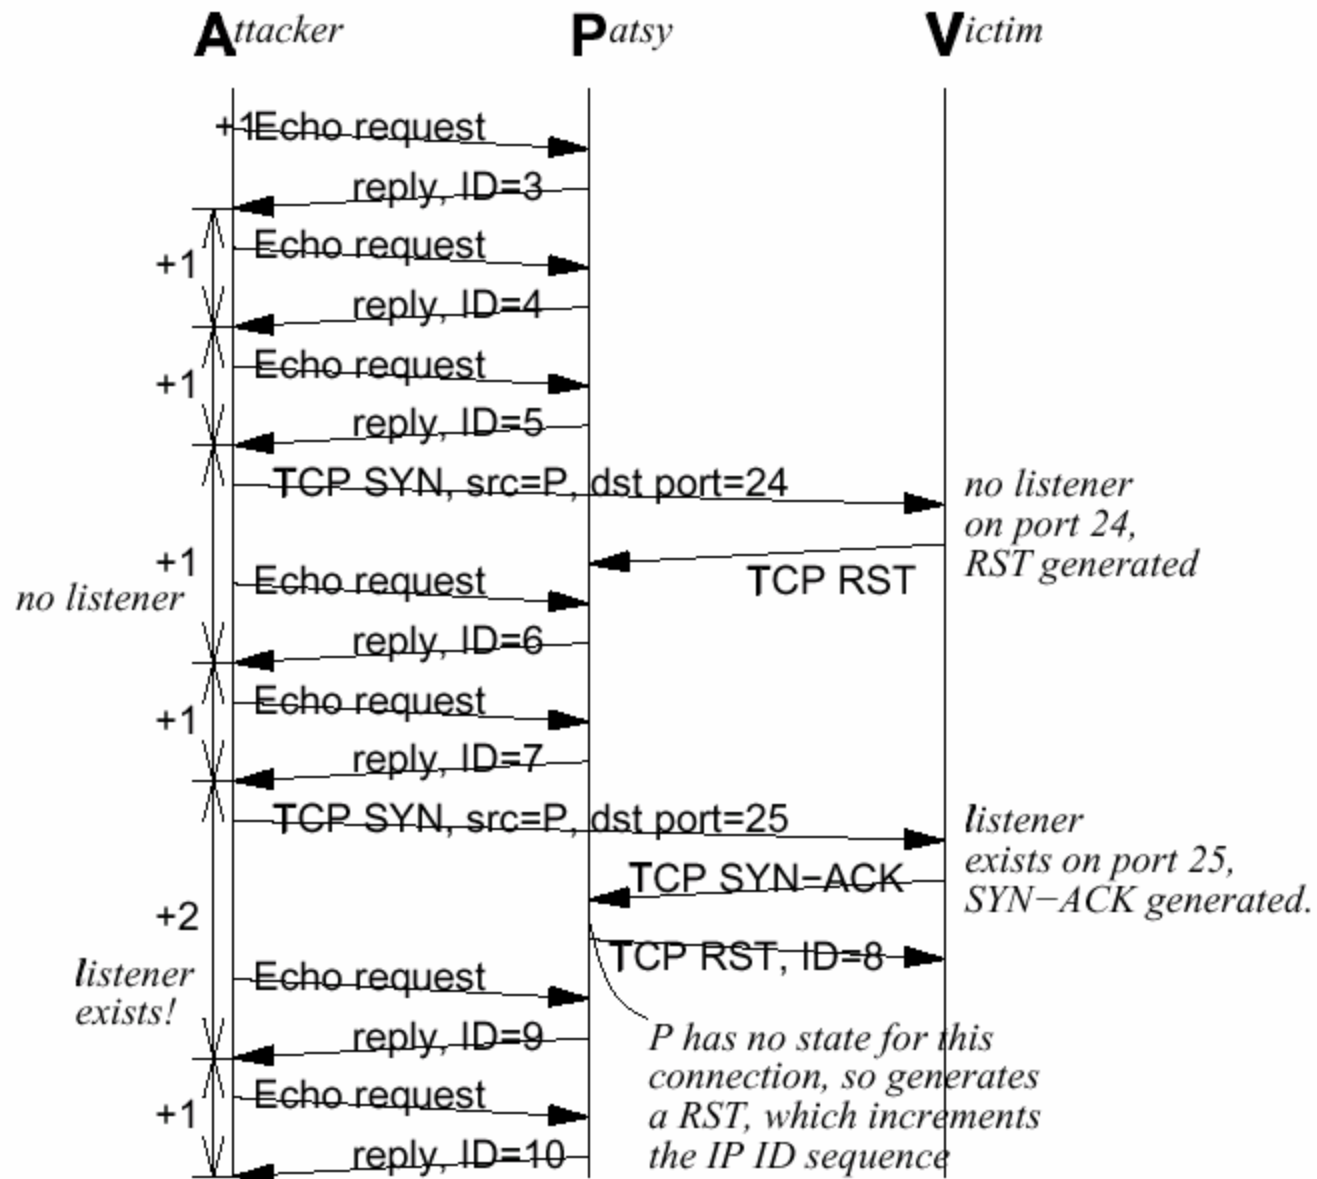 Attacker Patsy Victim
+1 Echo request
reply, ID=3
Echo request
+1
reply, ID=4
Echo request
+1
reply, ID=5
TCP SYN, src=P, dst port=24
no listener
on port 24,
RST generated
TCP RST
+1
no listener
Echo request
reply, ID=6
Echo request
+1
reply, ID=7
TCP SYN, src=P, dst port=25
listener
exists on port 25,
SYN−ACK generated.
TCP SYN−ACK
+2
listener
exists!
TCP RST, ID=8
Echo request
reply, ID=9
P has no state for this
connection, so generates
a RST, which increments
the IP ID sequence
Echo request
+1
reply, ID=10